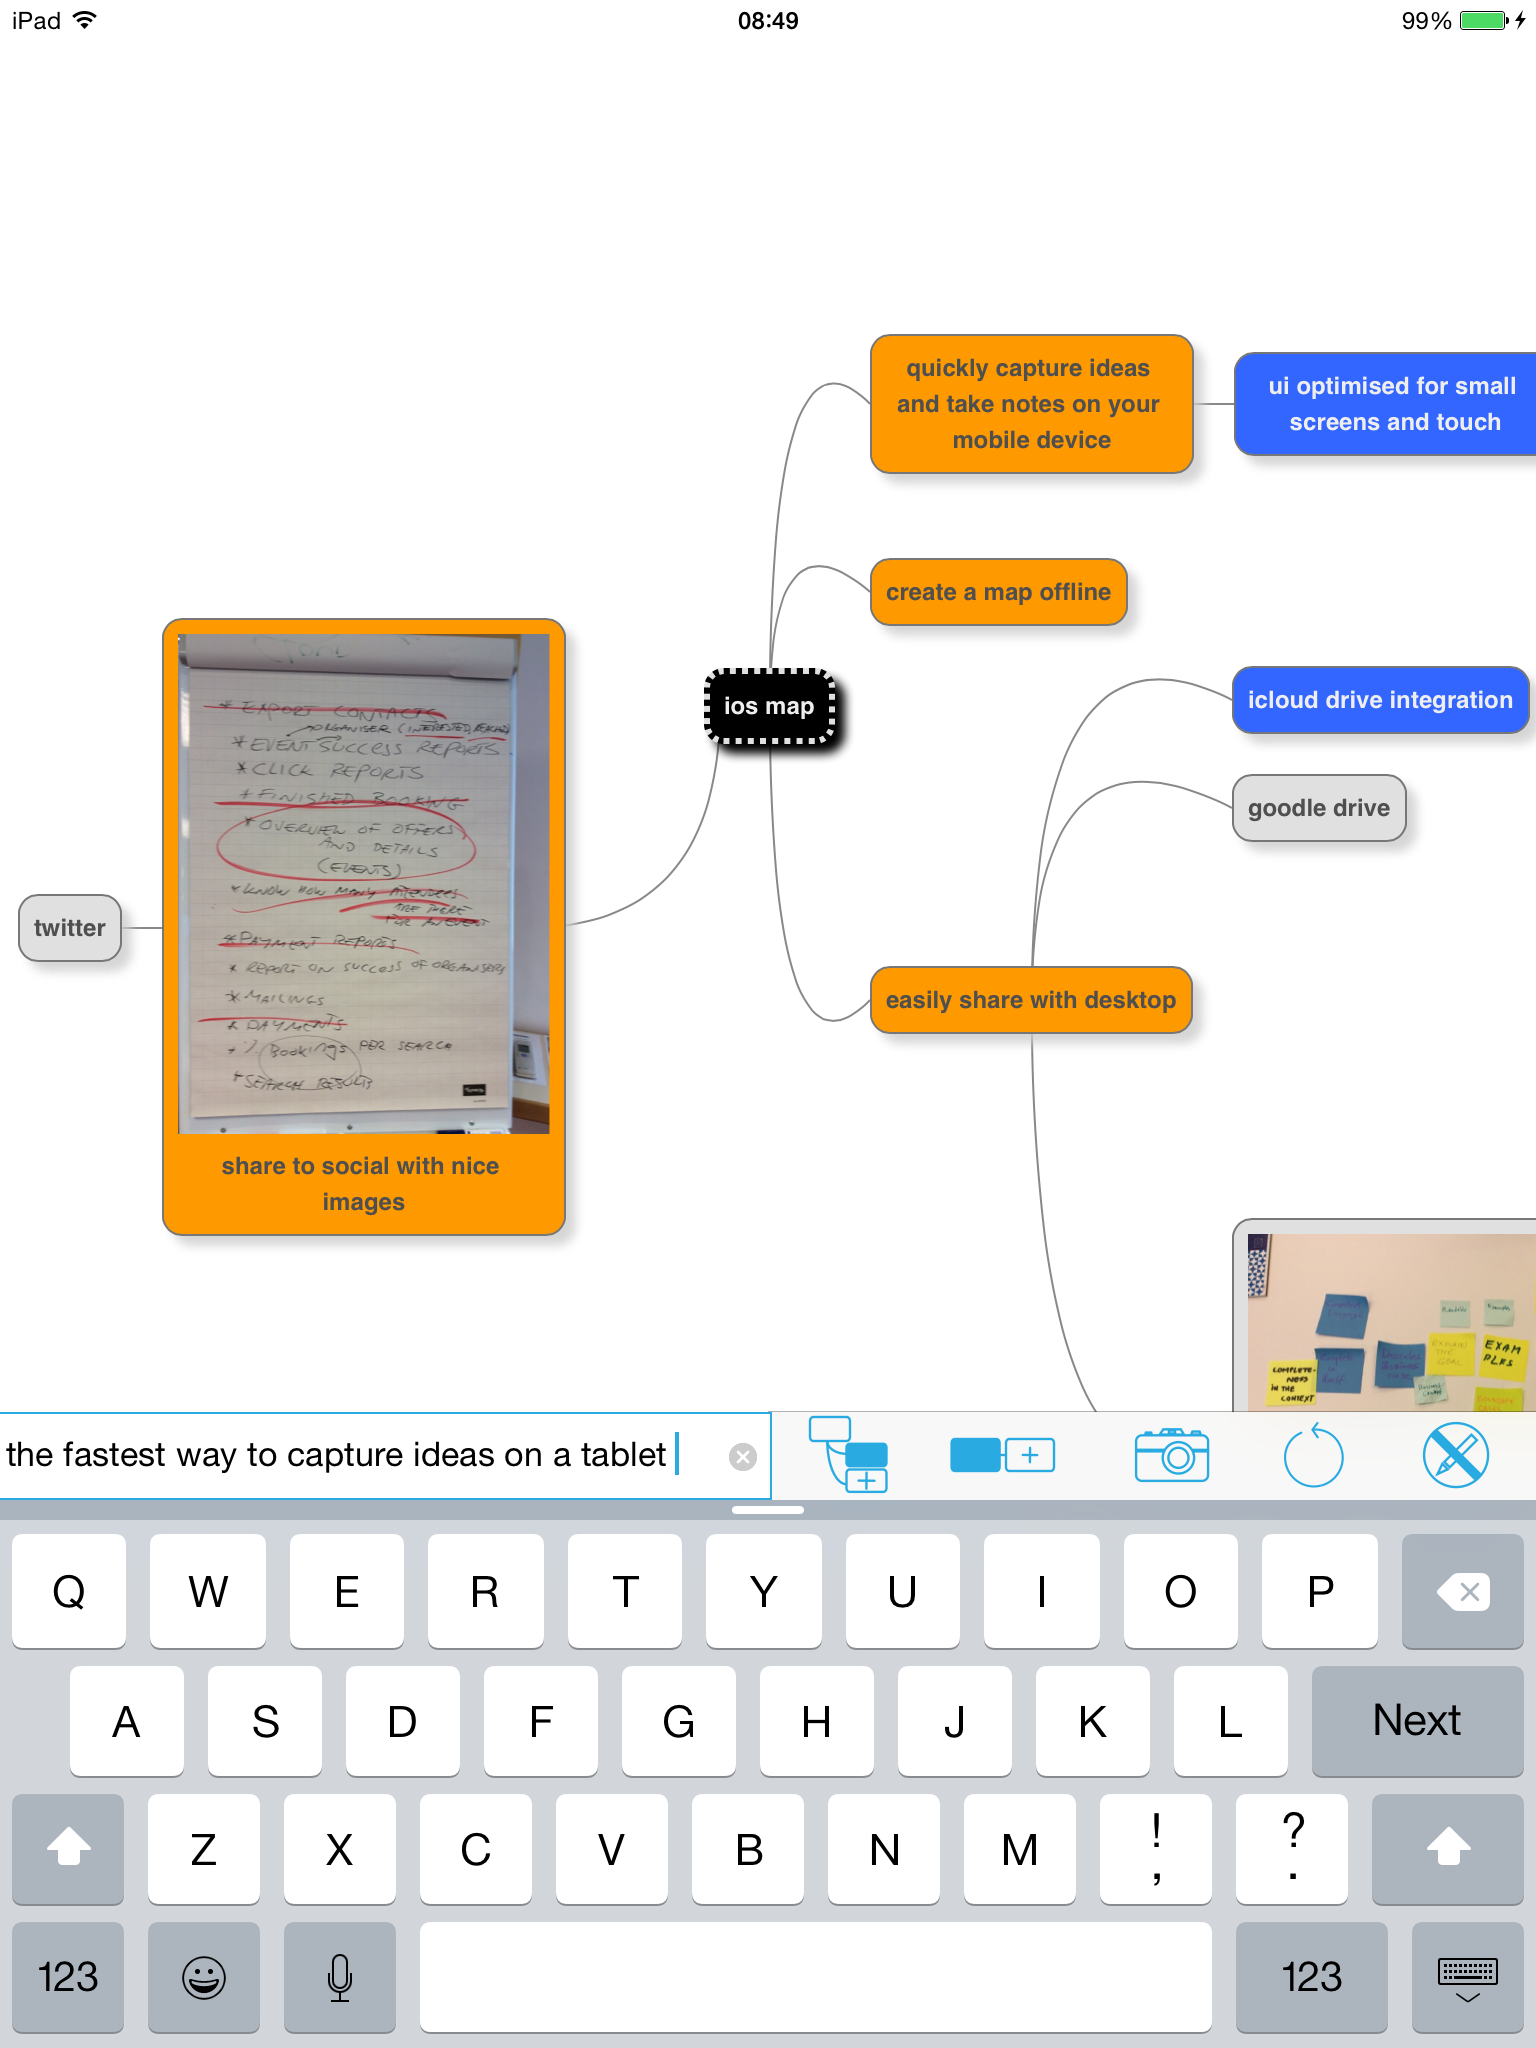 iPad
08:49
99%
quickly capture ideas
and take notes on your
mobile device
ui optimised for small
screens and touch
create a map offline
ios map
icloud drive integration
goodle drive
easily share with desktop
twitter
* EXPORT CONTACTS
ORGANISER (INTERESTED,
* EVENT SUCCESS REPORTS
* CLICK REPORTS
* FINISHED BOOKING
* OVERVIEW OF OFFERS
AND DETAILS
(EVENTS)
* KNOW HOW MANY ATTENDEES
ARE THERE
FOR AN EVENT
* PAYMENT REPORTS
* REPORT ON SUCCESS OF ORGANISERS
* MAILINGS
* PAYMENTS
* % BOOKINGS PER SEARCH
* SEARCH RESULTS
share to social with nice
images
COMPLETE-
NESS
IN THE
CONTEXT
EXPLAIN
THE
GOAL
EXAM
PLES
the fastest way to capture ideas on a tablet
Q W E R T Y U I O P
A S D F G H J K L Next
Z X C V B N M ! , ? .
123 123